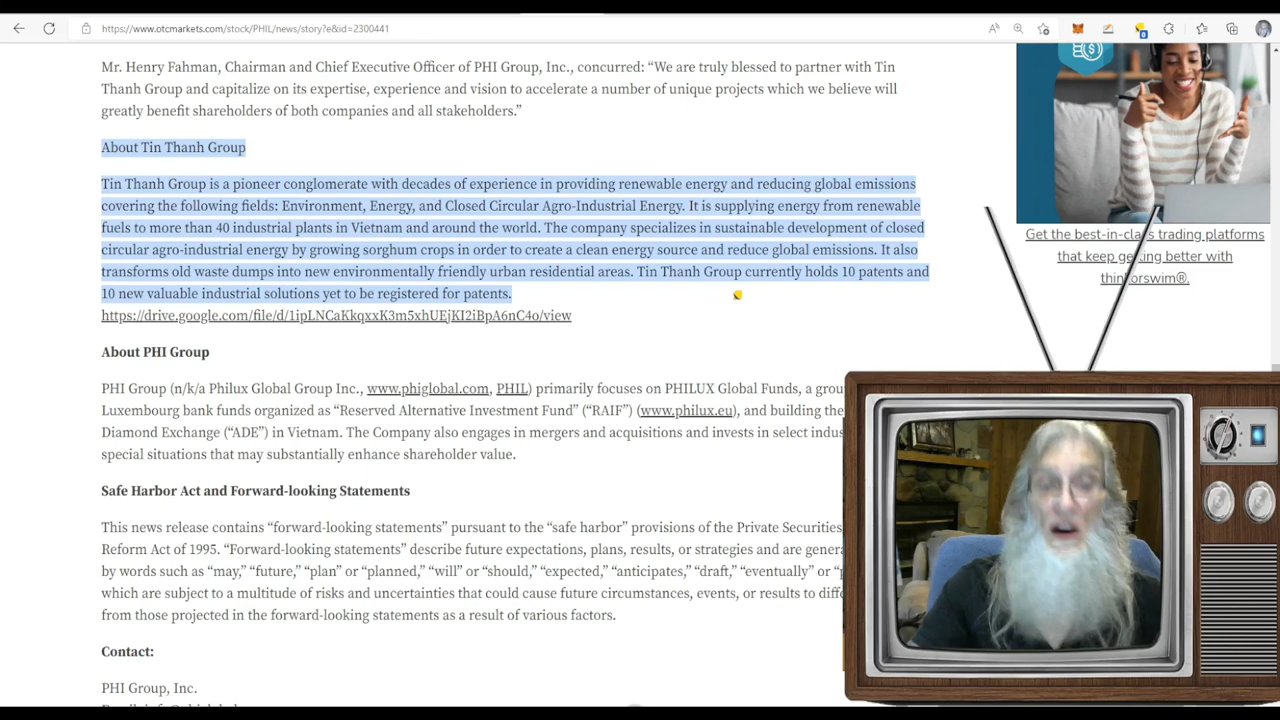 https://www.otcmarkets.com/stock/PHIL/news/story?e&id=2300441
Mr. Henry Fahman, Chairman and Chief Executive Officer of PHI Group, Inc., concurred: “We are truly blessed to partner with Tin
Thanh Group and capitalize on its expertise, experience and vision to accelerate a number of unique projects which we believe will
greatly benefit shareholders of both companies and all stakeholders.”
About Tin Thanh Group
Tin Thanh Group is a pioneer conglomerate with decades of experience in providing renewable energy and reducing global emissions
covering the following fields: Environment, Energy, and Closed Circular Agro-Industrial Energy. It is supplying energy from renewable
fuels to more than 40 industrial plants in Vietnam and around the world. The company specializes in sustainable development of closed
circular agro-industrial energy by growing sorghum crops in order to create a clean energy source and reduce global emissions. It also
transforms old waste dumps into new environmentally friendly urban residential areas. Tin Thanh Group currently holds 10 patents and
10 new valuable industrial solutions yet to be registered for patents.
https://drive.google.com/file/d/1ipLNCaKkqxxK3m5xhUEjKI2iBpA6nC4o/view
About PHI Group
PHI Group (n/k/a Philux Global Group Inc., www.phiglobal.com, PHIL) primarily focuses on PHILUX Global Funds, a grou
Luxembourg bank funds organized as “Reserved Alternative Investment Fund” (“RAIF”) (www.philux.eu), and building the
Diamond Exchange (“ADE”) in Vietnam. The Company also engages in mergers and acquisitions and invests in select indus
special situations that may substantially enhance shareholder value.
Safe Harbor Act and Forward-looking Statements
This news release contains “forward-looking statements” pursuant to the “safe harbor” provisions of the Private Securities
Reform Act of 1995. “Forward-looking statements” describe future expectations, plans, results, or strategies and are genera
by words such as “may,” “future,” “plan” or “planned,” “will” or “should,” “expected,” “anticipates,” “draft,” “eventually” or “p
which are subject to a multitude of risks and uncertainties that could cause future circumstances, events, or results to diffe
from those projected in the forward-looking statements as a result of various factors.
Contact:
PHI Group, Inc.
Get the best-in-class trading platforms
that keep getting better with
thinkorswim®.
0